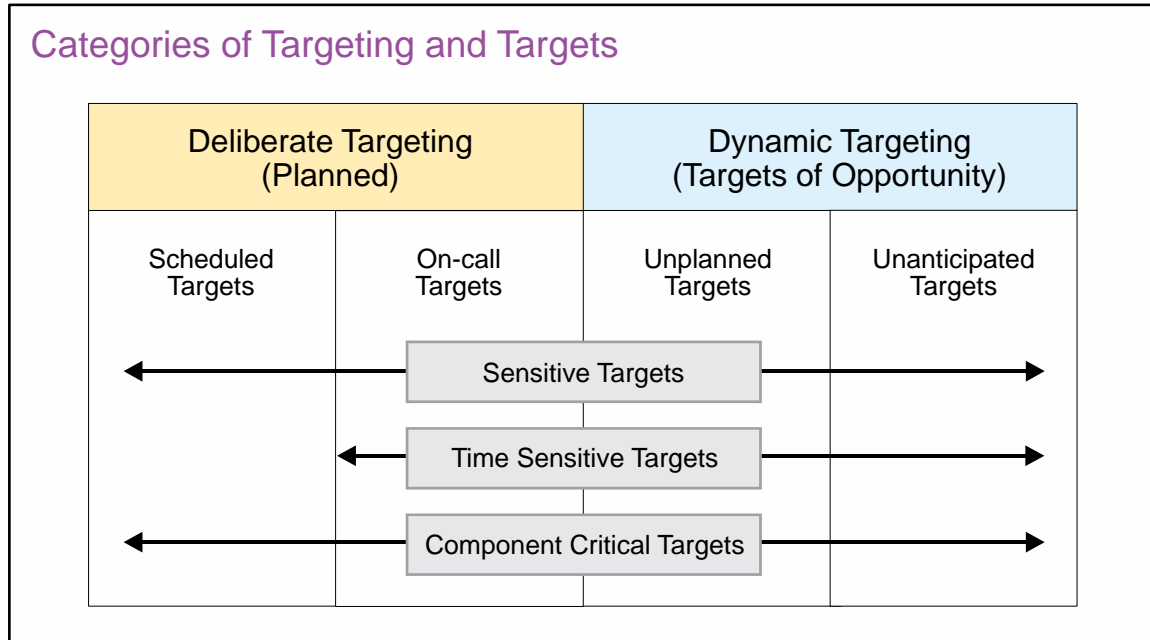 Categories of Targeting and Targets
Deliberate Targeting
(Planned)
Dynamic Targeting
(Targets of Opportunity)
Scheduled
Targets
On-call
Targets
Unplanned
Targets
Unanticipated
Targets
Sensitive Targets
Time Sensitive Targets
Component Critical Targets